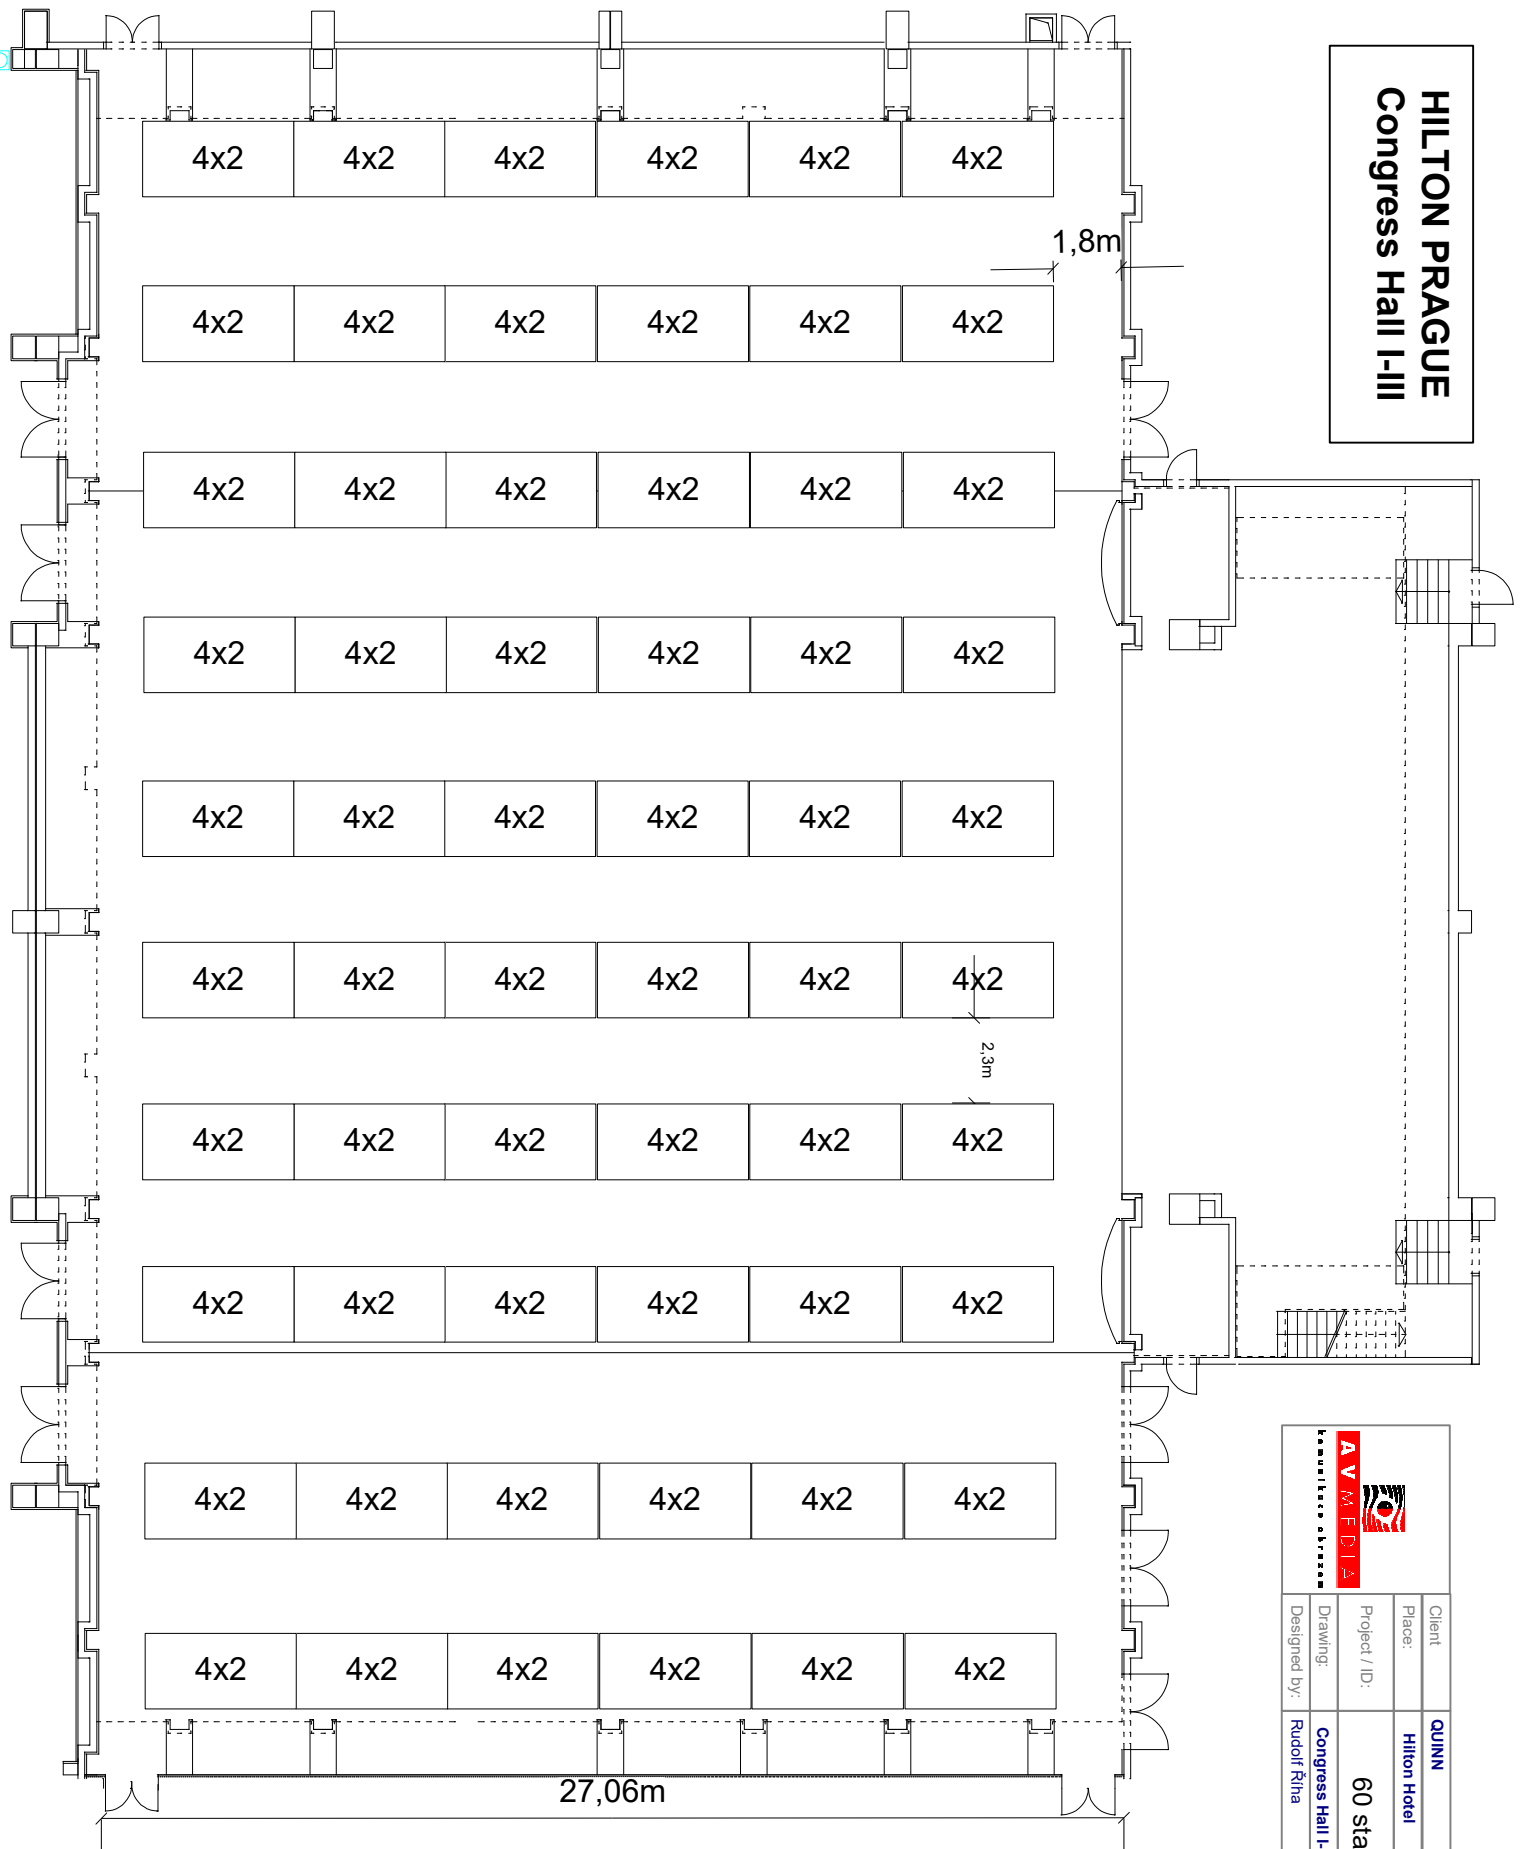 HILTON PRAGUE
Congress Hall I-III
4x2 4x2 4x2 4x2 4x2 4x2
1,8m
4x2 4x2 4x2 4x2 4x2 4x2
4x2 4x2 4x2 4x2 4x2 4x2
4x2 4x2 4x2 4x2 4x2 4x2
4x2 4x2 4x2 4x2 4x2 4x2
4x2 4x2 4x2 4x2 4x2 4x2
2,3m
4x2 4x2 4x2 4x2 4x2 4x2
4x2 4x2 4x2 4x2 4x2 4x2
4x2 4x2 4x2 4x2 4x2 4x2
4x2 4x2 4x2 4x2 4x2 4x2
27,06m
AV MEDIA
komunikace obrazem
Client QUINN
Place: Hilton Hotel
Project / ID: 60 sta
Drawing: Congress Hall I-
Designed by: Rudolf Říha